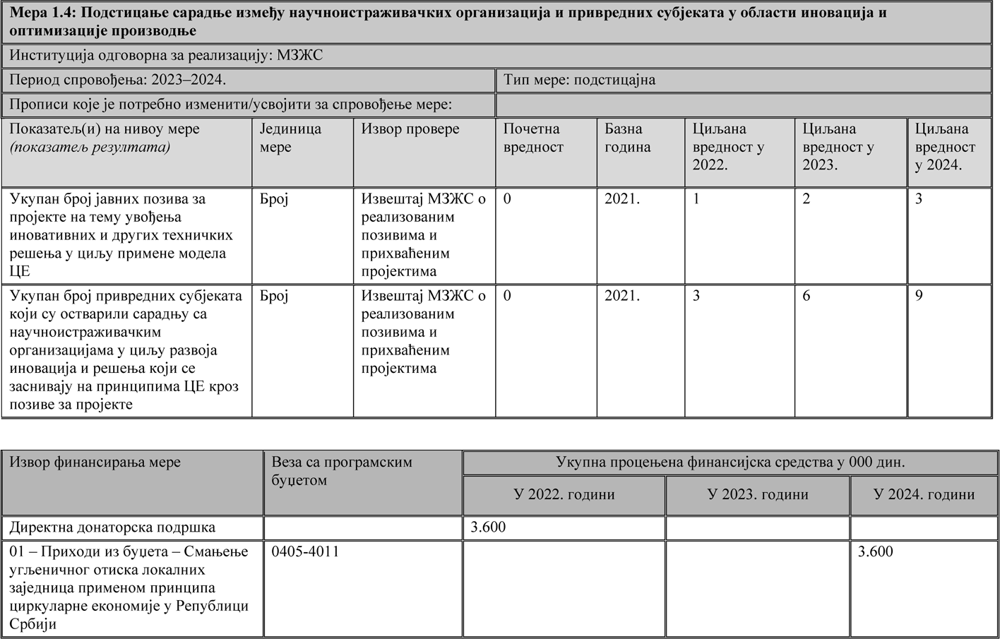 Мера 1.4: Подстицање сарадње између научноистраживачких организација и привредних субјеката у области иновација и
оптимизације производње
Институција одговорна за реализацију: МЗЖС
Период спровођења: 2023–2024.
Тип мере: подстицајна
Прописи које је потребно изменити/усвојити за спровођење мере:
Показатељ(и) на нивоу мере
(показатељ резултата)
Јединица
мере
Извор провере
Почетна
вредност
Базна
година
Циљана
вредност у
2022.
Циљана
вредност у
2023.
Циљана
вредност
у 2024.
Укупан број јавних позива за
пројекте на тему увођења
иновативних и других техничких
решења у циљу примене модела
ЦЕ
Број
Извештај МЗЖС о
реализованим
позивима и
прихваћеним
пројектима
0
2021.
1
2
3
Укупан број привредних субјеката
који су остварили сарадњу са
научноистраживачким
организацијама у циљу развоја
иновација и решења који се
заснивају на принципима ЦЕ кроз
позиве за пројекте
Број
Извештај МЗЖС о
реализованим
позивима и
прихваћеним
пројектима
0
2021.
3
6
9
Извор финансирања мере
Веза са програмским
буџетом
Укупна процењена финансијска средства у 000 дин.
У 2022. години
У 2023. години
У 2024. години
Директна донаторска подршка
3.600
01 – Приходи из буџета – Смањење
угљеничног отиска локалних
заједница применом принципа
циркуларне економије у Републици
Србији
0405-4011
3.600